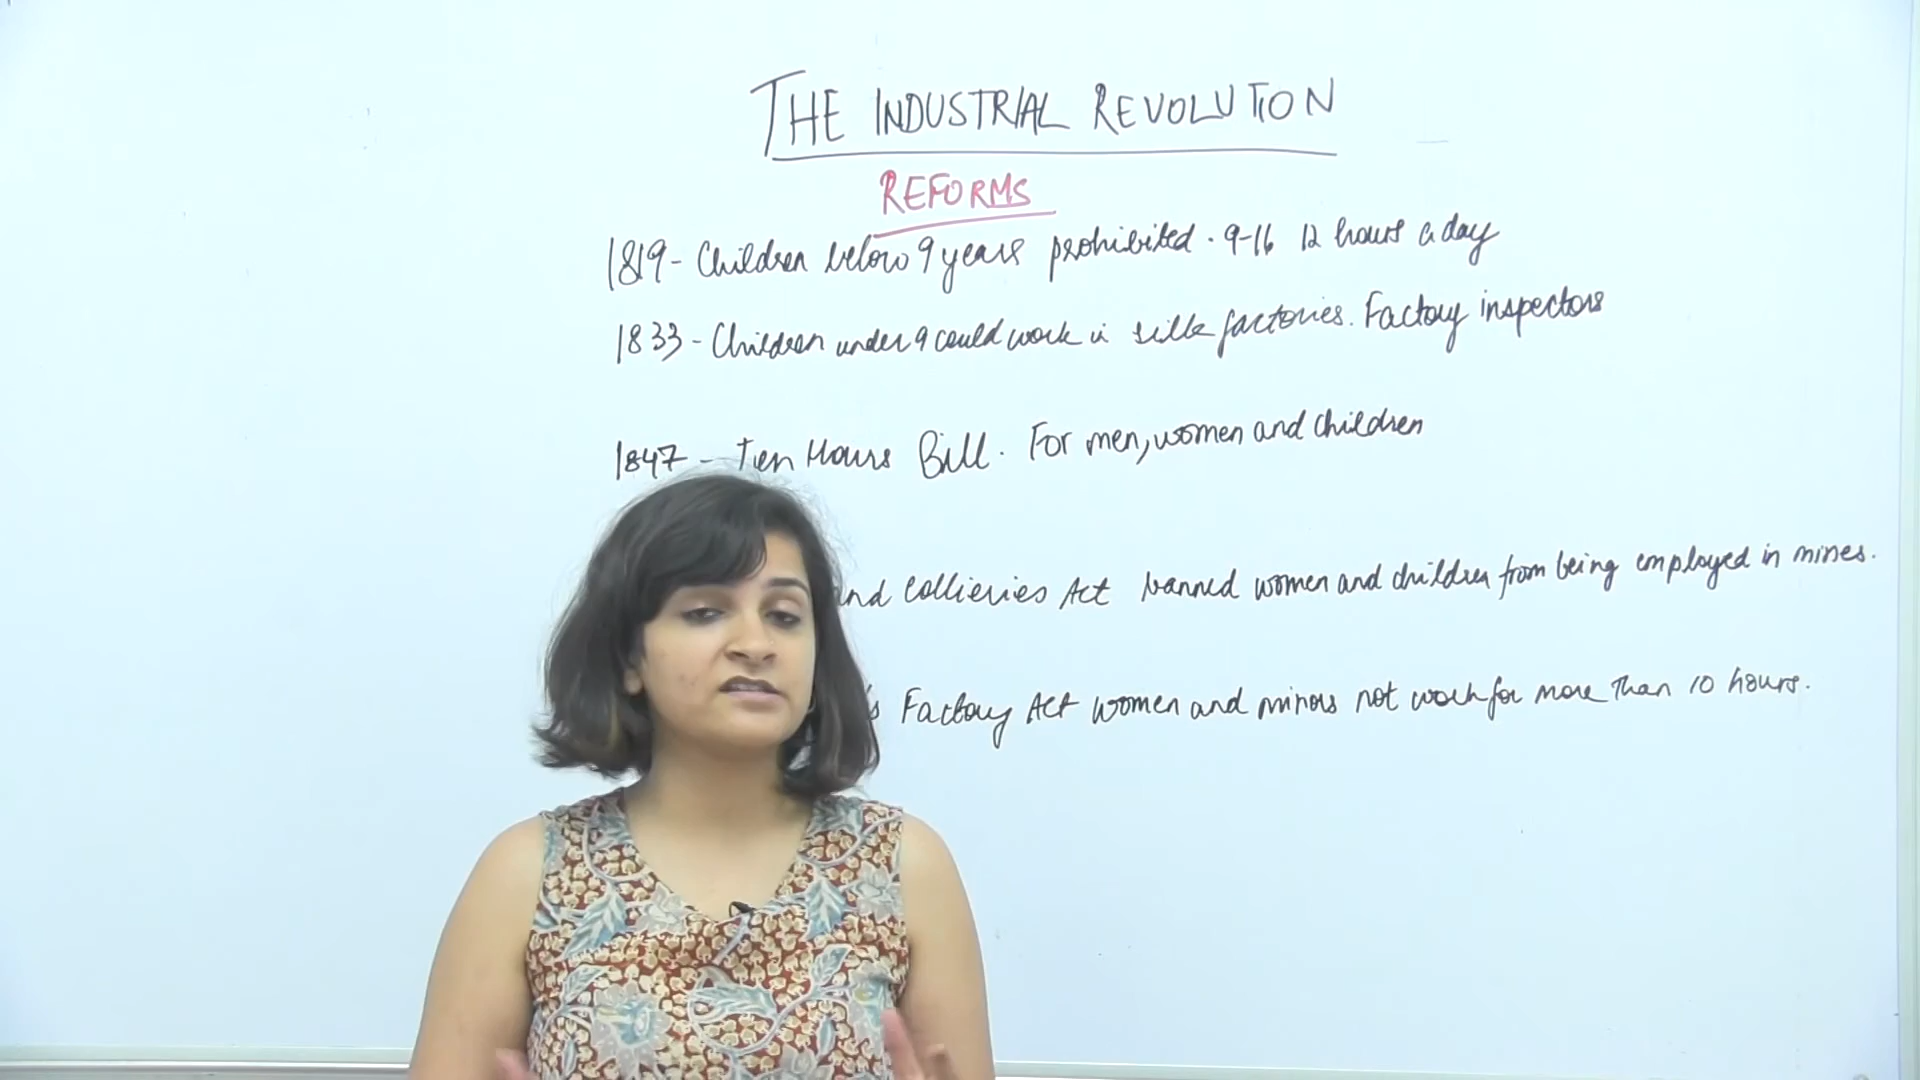 THE INDUSTRIAL REVOLUTION
REFORMS
1819 - Children below 9 years prohibited. 9-16 12 hours a day
1833 - Children under 9 could work in silk factories. Factory inspectors
1847 - Ten Hours Bill. For men, women and children
and Collieries Act banned women and children from being employed in mines.
s Factory Act women and minors not work for more than 10 hours.